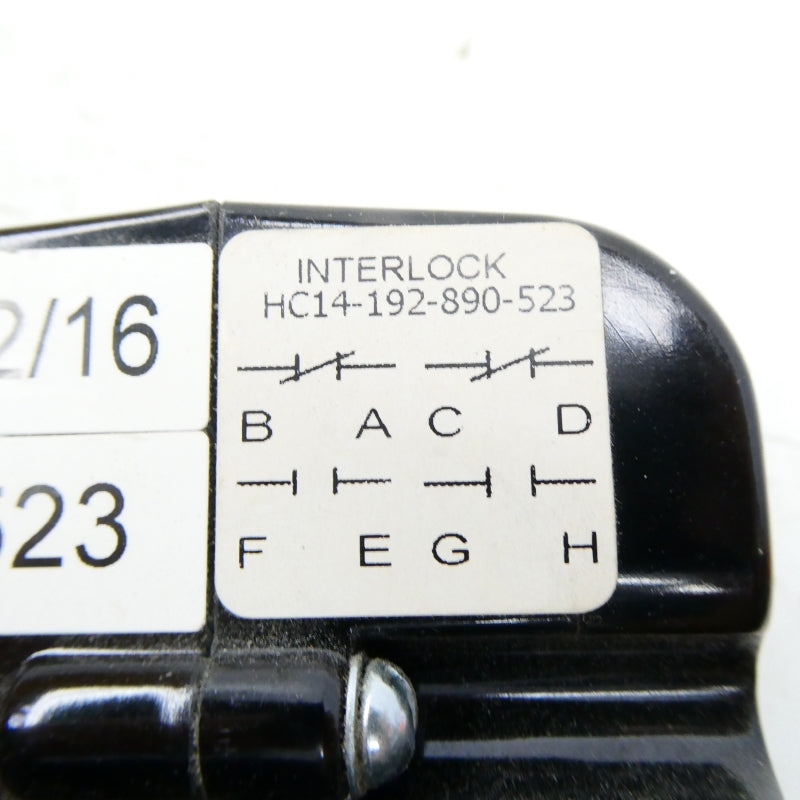 2/16
523
INTERLOCK
HC14-192-890-523
B A C D
F E G H